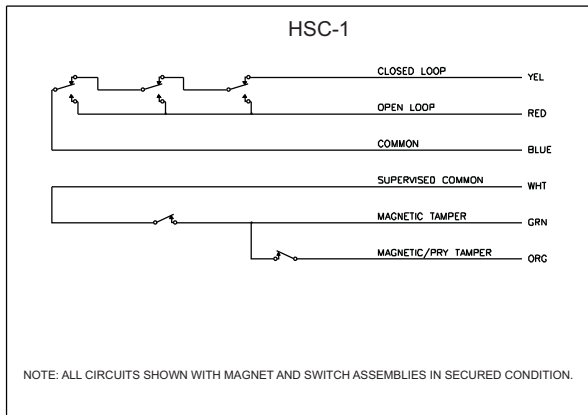 HSC-1
CLOSED LOOP YEL
OPEN LOOP RED
COMMON BLUE
SUPERVISED COMMON WHT
MAGNETIC TAMPER GRN
MAGNETIC/PRY TAMPER ORG
NOTE: ALL CIRCUITS SHOWN WITH MAGNET AND SWITCH ASSEMBLIES IN SECURED CONDITION.